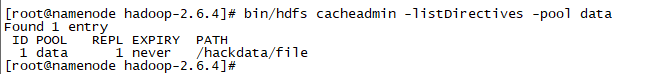 [root@namenode hadoop-2.6.4]# bin/hdfs cacheadmin -listDirectives -pool data
Found 1 entry
 ID POOL    REPL EXPIRY  PATH
  1 data       1 never   /hackdata/file
[root@namenode hadoop-2.6.4]#